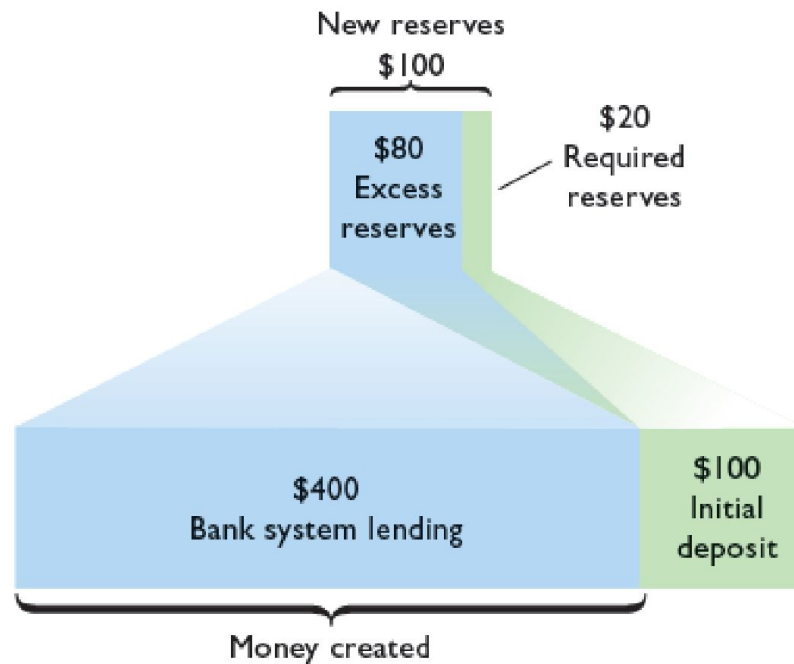 New reserves
$100
$80
Excess
reserves
$20
Required
reserves
$400
Bank system lending
$100
Initial
deposit
Money created